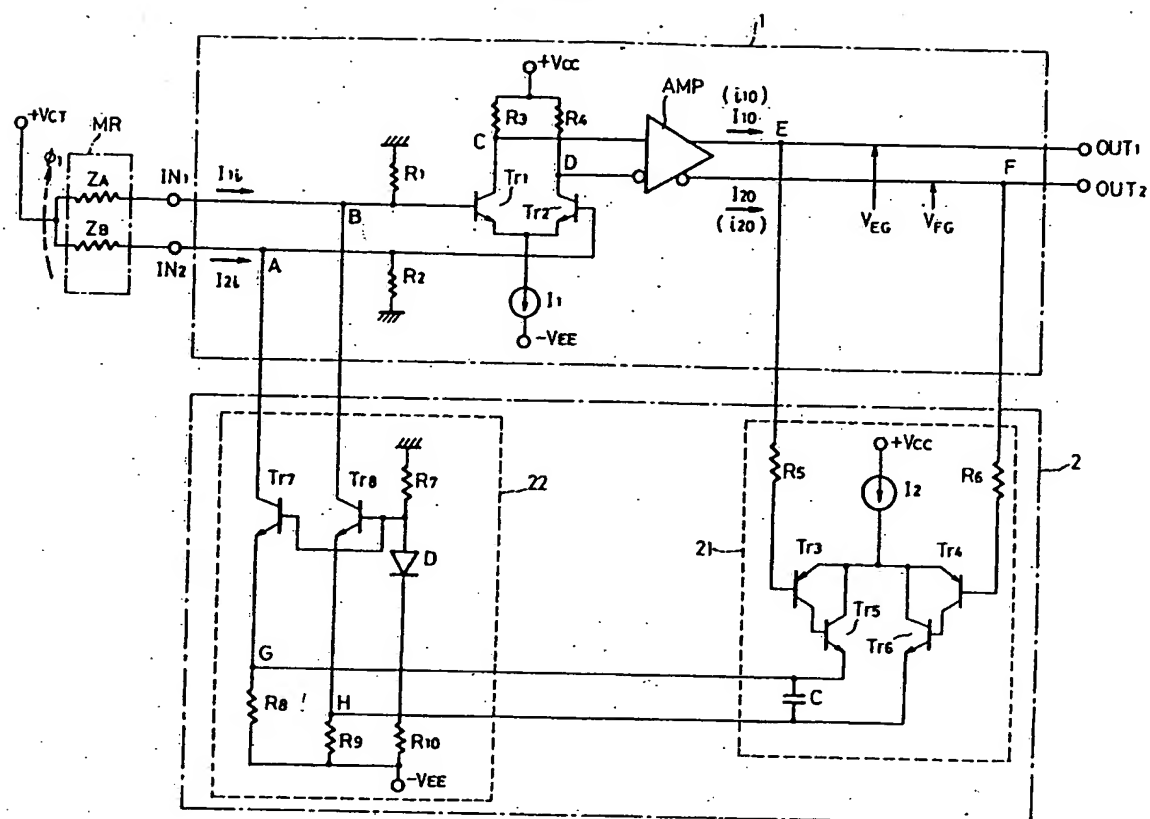 1
+VCC
AMP
(i10)
I10
E
+VCT
MR
R3
R4
C
OUT1
ϕ1
ZA
IN1
I1i
R1
D
F
Tr1
Tr2
OUT2
B
I20
(i20)
VEG
VFG
ZB
IN2
I2i
A
R2
I1
-VEE
+VCC
R5
R6
2
Tr7
Tr8
R7
22
I2
21
Tr3
Tr4
D
Tr5
Tr6
G
C
R8
H
R9
R10
-VEE